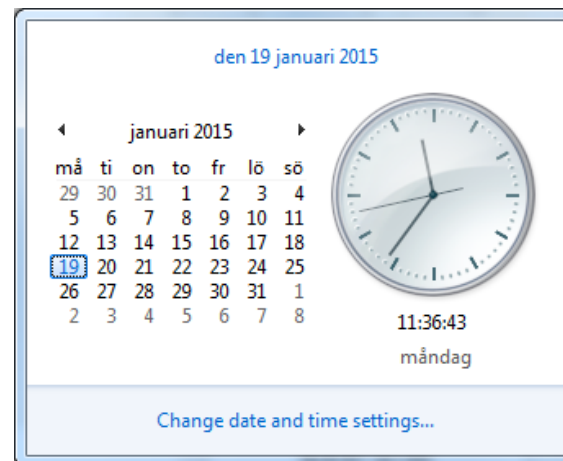 den 19 januari 2015
januari 2015
må ti on to fr lö sö
29 30 31 1 2 3 4
5 6 7 8 9 10 11
12 13 14 15 16 17 18
19 20 21 22 23 24 25
26 27 28 29 30 31 1
2 3 4 5 6 7 8
11:36:43
måndag
Change date and time settings...